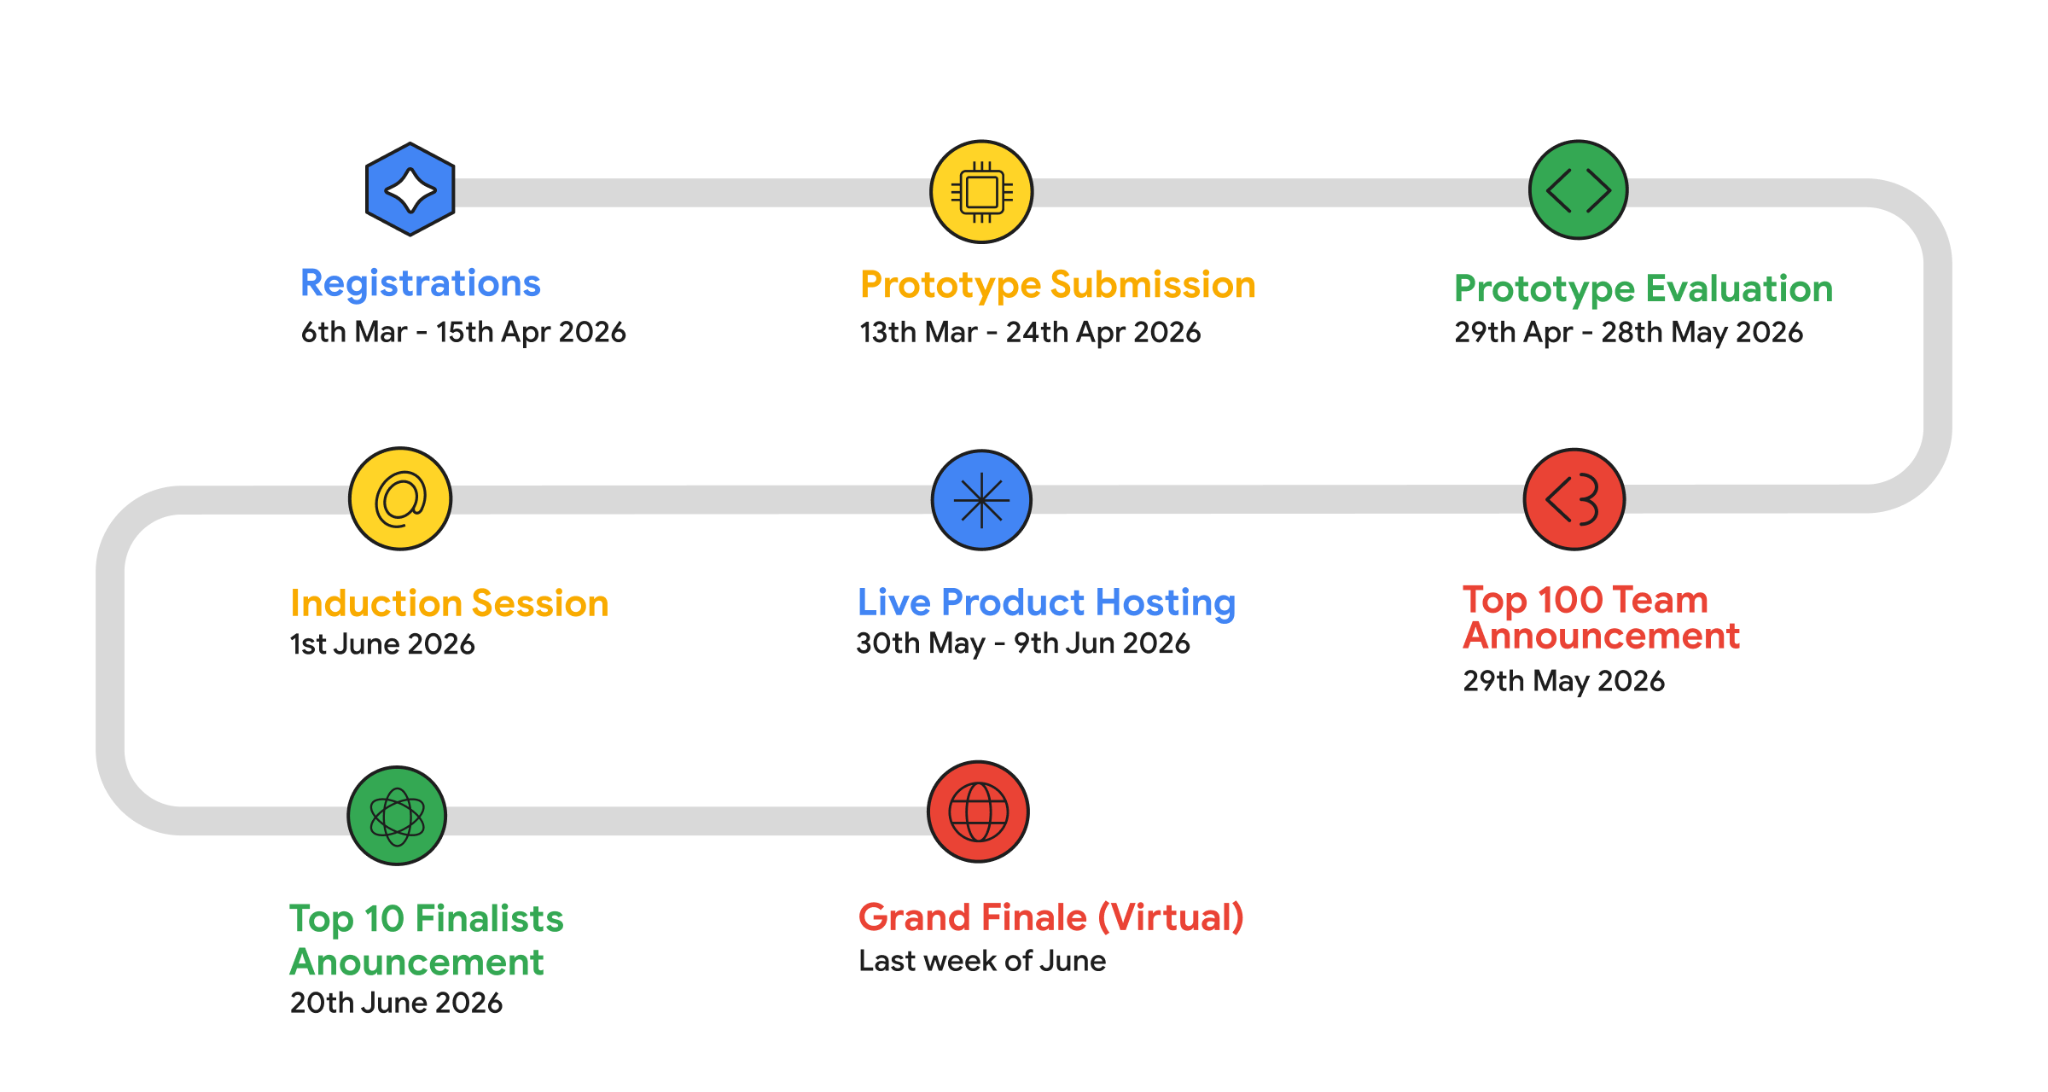 Registrations
6th Mar - 15th Apr 2026
Prototype Submission
13th Mar - 24th Apr 2026
Prototype Evaluation
29th Apr - 28th May 2026
Top 100 Team
Announcement
29th May 2026
Live Product Hosting
30th May - 9th Jun 2026
Induction Session
1st June 2026
Top 10 Finalists
Anouncement
20th June 2026
Grand Finale (Virtual)
Last week of June